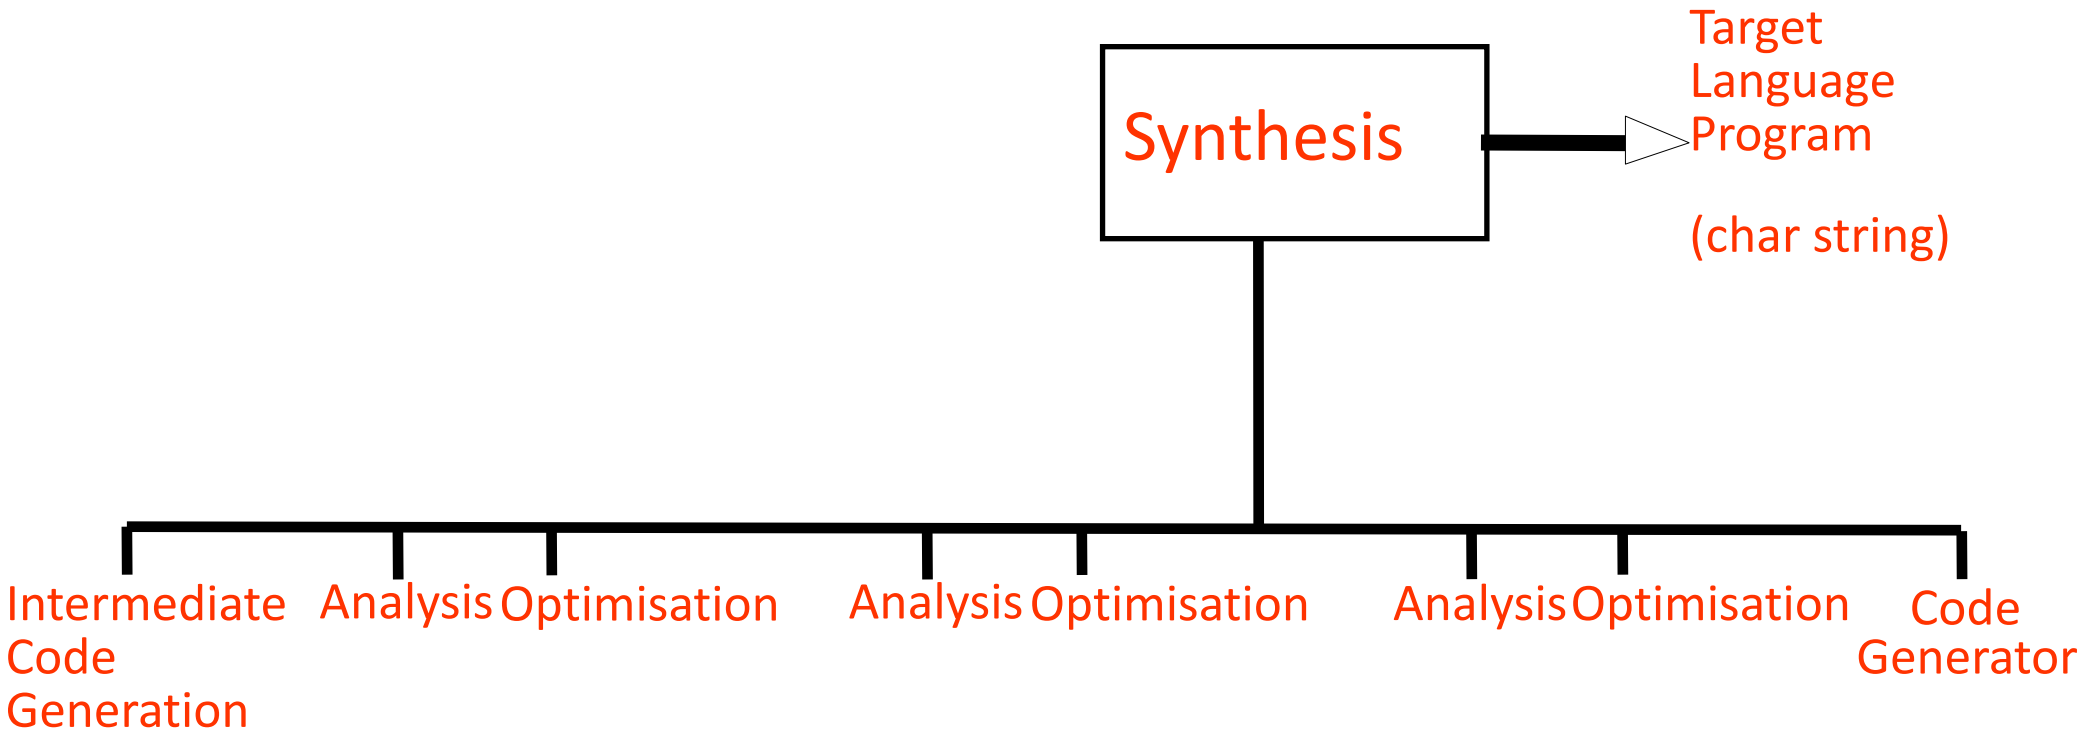 Target
Language
Program
(char string)
Synthesis
Intermediate
Code
Generation
Analysis
Optimisation
Analysis
Optimisation
Analysis
Optimisation
Code
Generator